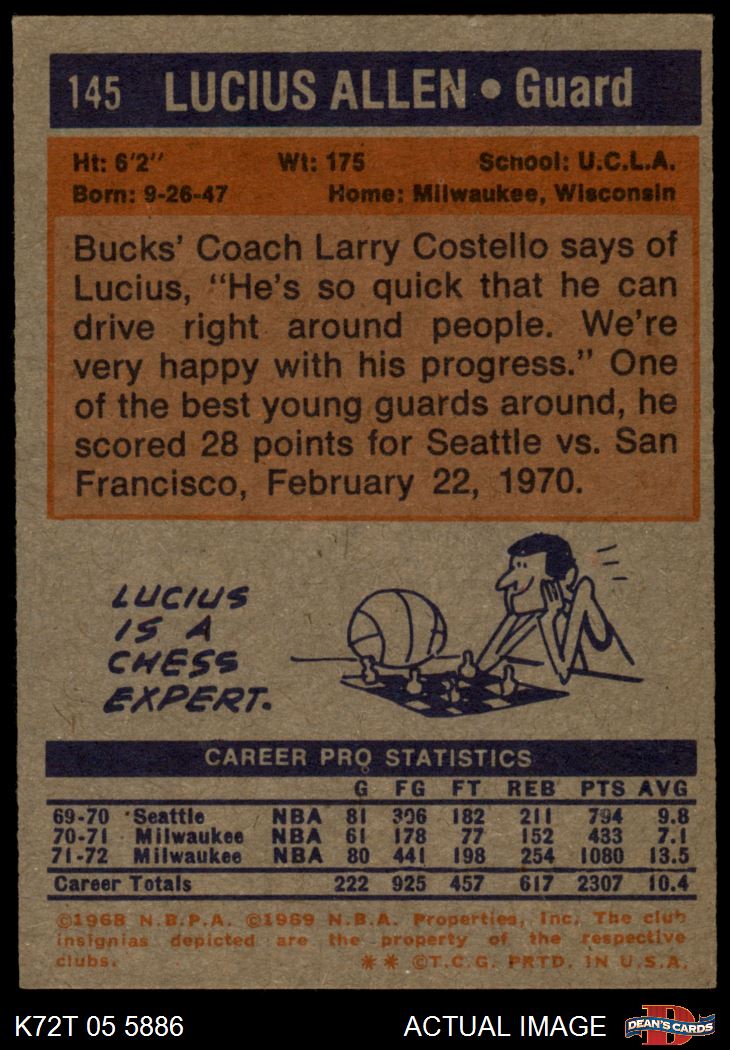 145 LUCIUS ALLEN • Guard
Ht: 6'2" Wt: 175 School: U.C.L.A.
Born: 9-26-47 Home: Milwaukee, Wisconsin
Bucks' Coach Larry Costello says of
Lucius, "He's so quick that he can
drive right around people. We're
very happy with his progress." One
of the best young guards around, he
scored 28 points for Seattle vs. San
Francisco, February 22, 1970.
LUCIUS
IS A
CHESS
EXPERT.
CAREER PRO STATISTICS
G FG FT REB PTS AVG
69-70 Seattle NBA 81 306 182 211 794 9.8
70-71 Milwaukee NBA 61 178 77 152 433 7.1
71-72 Milwaukee NBA 80 441 198 254 1080 13.5
Career Totals 222 925 457 617 2307 10.4
©1968 N.B.P.A. ©1969 N.B.A. Properties, Inc. The club
insignias depicted are the property of the respective
clubs. ** ©T.C.G. PRTD. IN U.S.A.
K72T 05 5886 ACTUAL IMAGE D DEAN'S CARDS